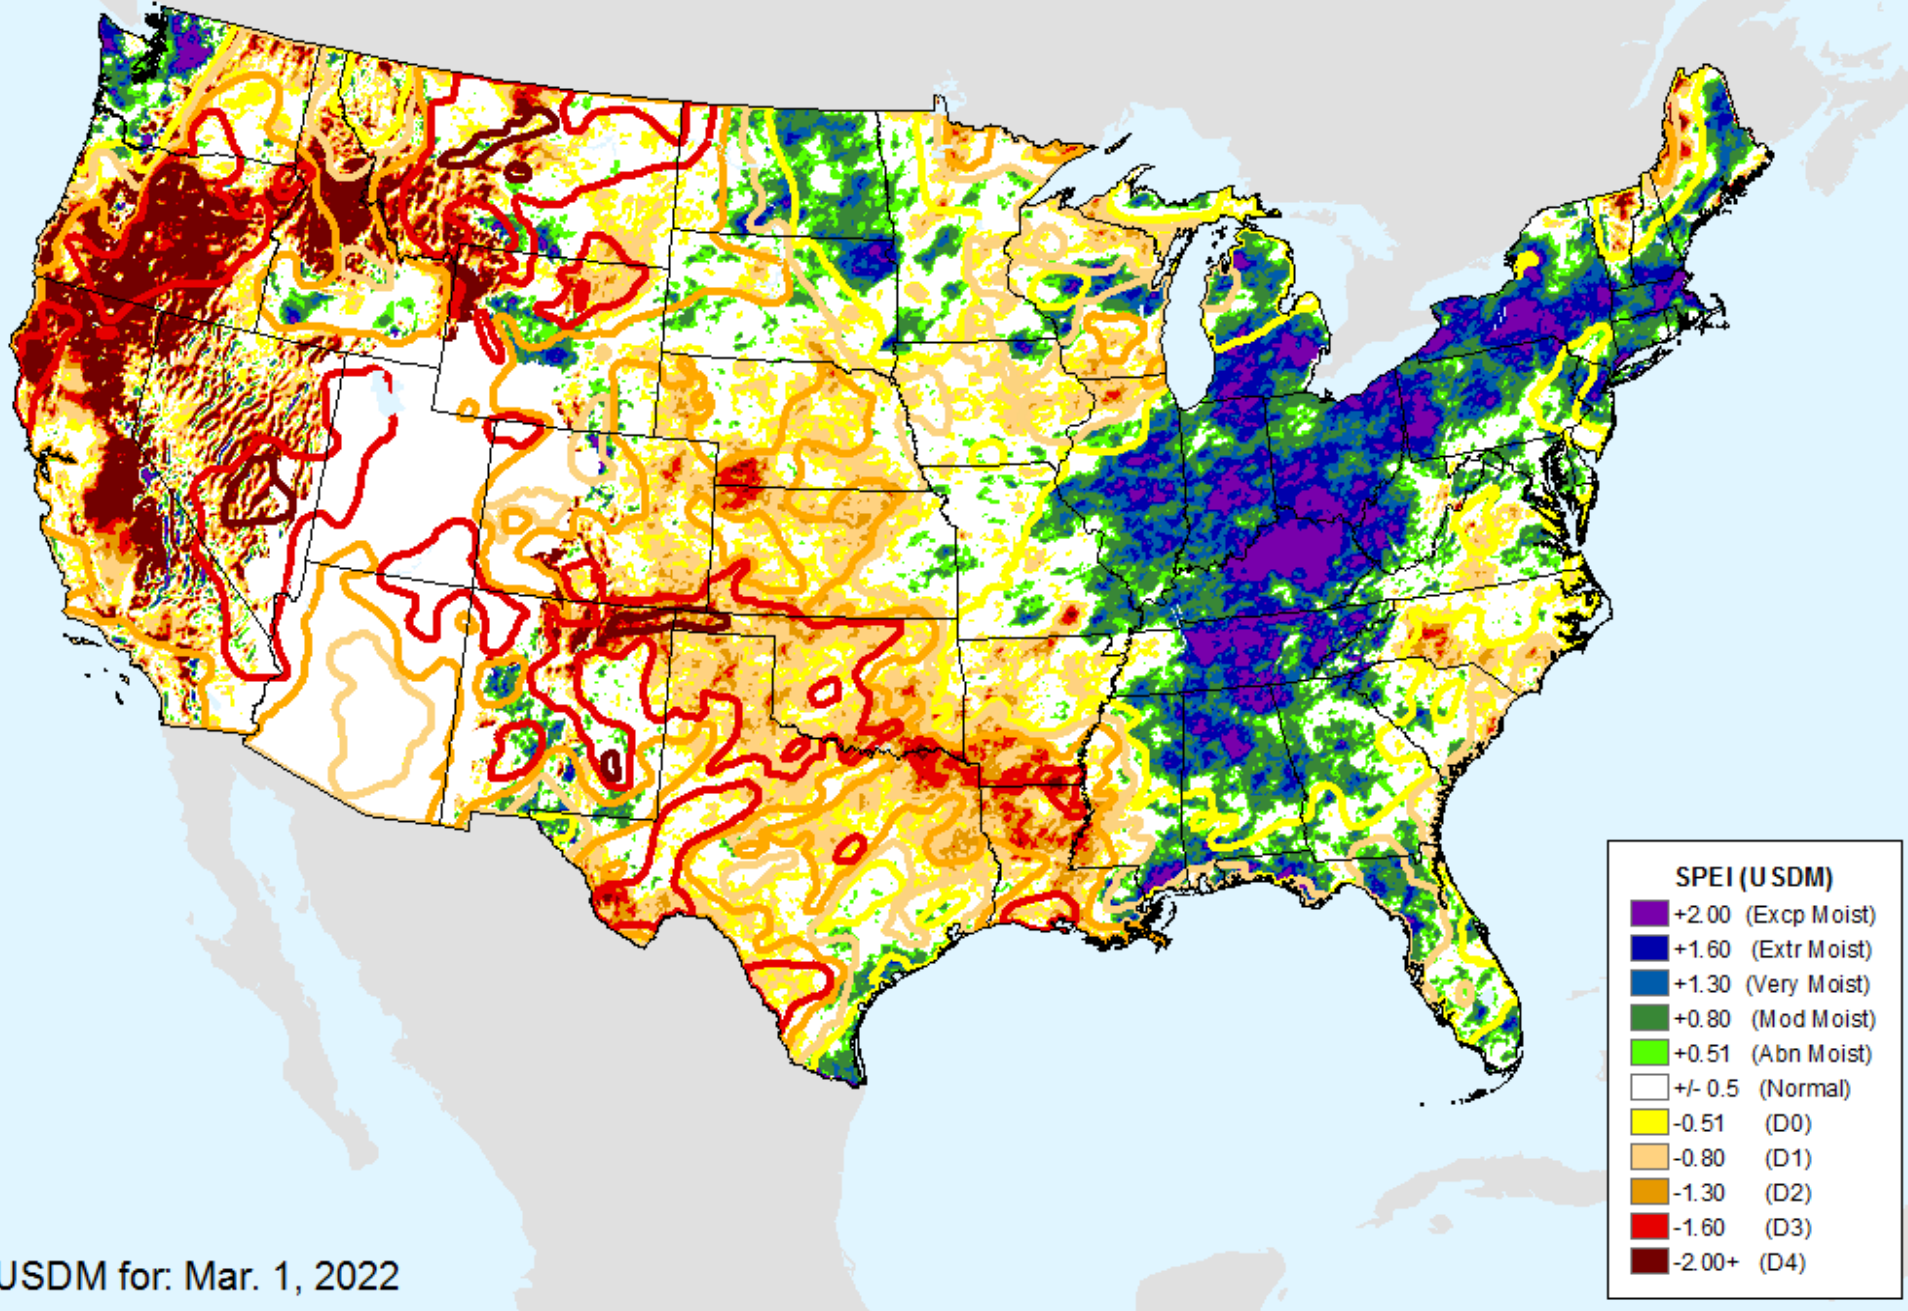 SPEI (USDM)
+2.00 (Excp Moist)
+1.60 (Extr Moist)
+1.30 (Very Moist)
+0.80 (Mod Moist)
+0.51 (Abn Moist)
+/- 0.5 (Normal)
-0.51 (D0)
-0.80 (D1)
-1.30 (D2)
-1.60 (D3)
-2.00+ (D4)
USDM for: Mar. 1, 2022